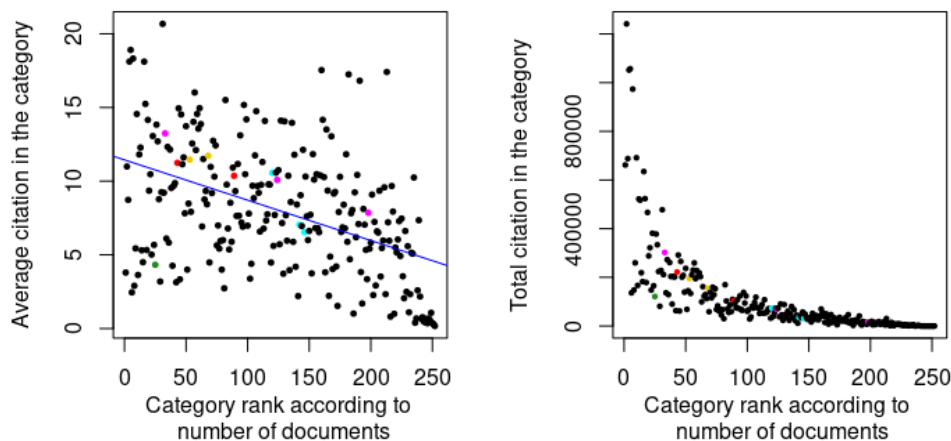 Average citation in the category
20
15
10
5
0
0 50 100 150 200 250
Category rank according to
number of documents
Total citation in the category
800000
400000
0
0 50 100 150 200 250
Category rank according to
number of documents